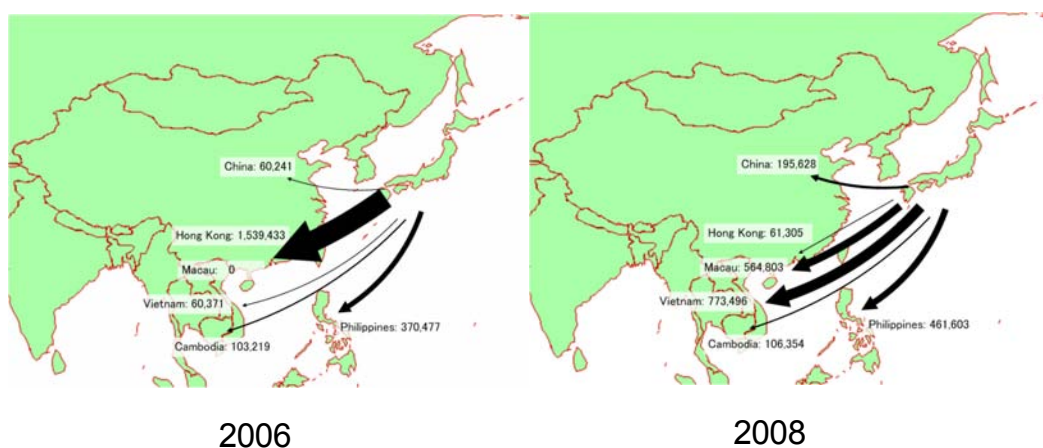 China: 60,241
Hong Kong: 1,539,433
Macau: 0
Vietnam: 60,371
Cambodia: 103,219
Philippines: 370,477
2006
China: 195,628
Hong Kong: 61,305
Macau: 564,803
Vietnam: 773,496
Cambodia: 106,354
Philippines: 461,603
2008